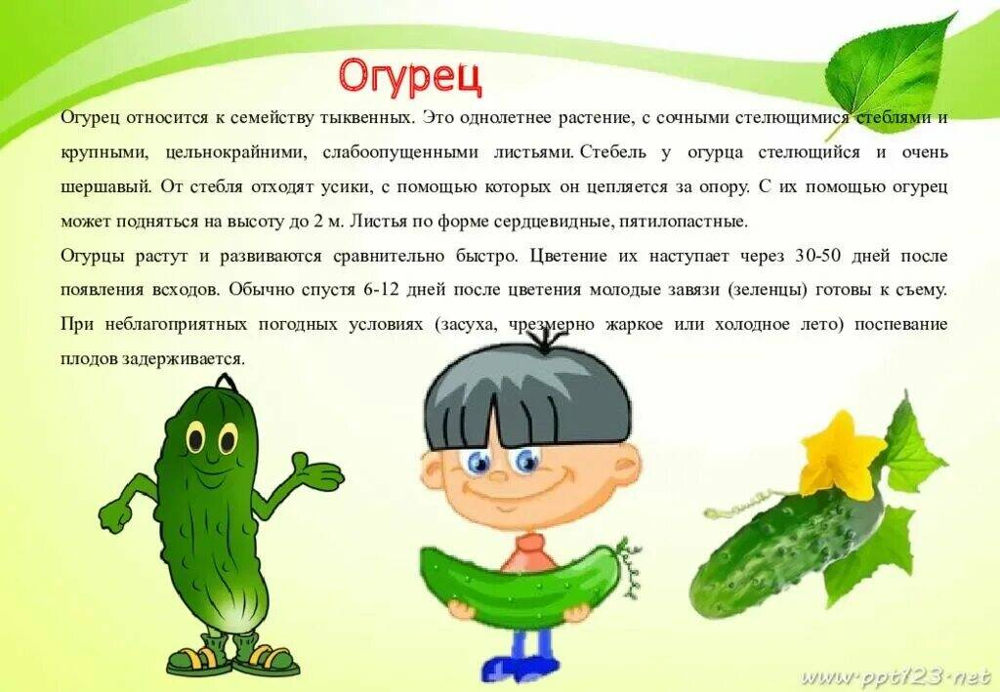 Огурец
Огурец относится к семейству тыквенных. Это однолетнее растение, с сочными стелющимися стеблями и
крупными, цельнокрайними, слабоопущенными листьями. Стебель у огурца стелющийся и очень
шершавый. От стебля отходят усики, с помощью которых он цепляется за опору. С их помощью огурец
может подняться на высоту до 2 м. Листья по форме сердцевидные, пятилопастные.
Огурцы растут и развиваются сравнительно быстро. Цветение их наступает через 30-50 дней после
появления всходов. Обычно спустя 6-12 дней после цветения молодые завязи (зеленцы) готовы к съему.
При неблагоприятных погодных условиях (засуха, чрезмерно жаркое или холодное лето) поспевание
плодов задерживается.
www.ppt123.net